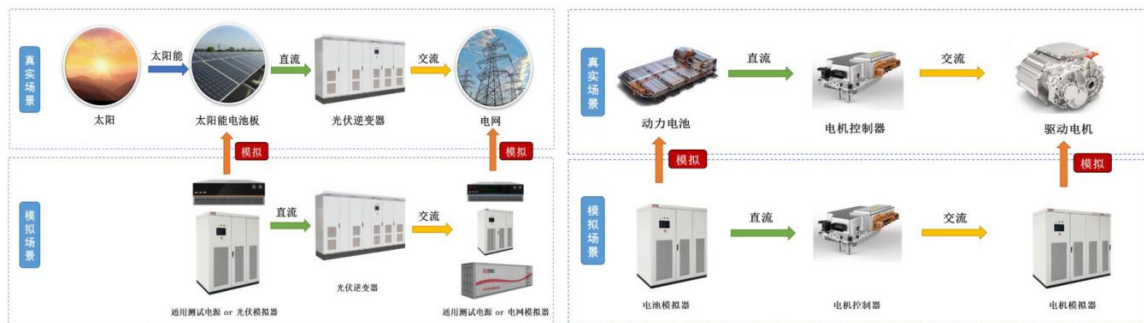 真实场景
太阳能
直流
交流
太阳
太阳能电池板
光伏逆变器
电网
模拟
模拟
模拟场景
直流
交流
光伏逆变器
通用测试电源 or 光伏模拟器
通用测试电源 or 电网模拟器
真实场景
直流
交流
动力电池
电机控制器
驱动电机
模拟
模拟
模拟场景
直流
交流
电池模拟器
电机控制器
电机模拟器